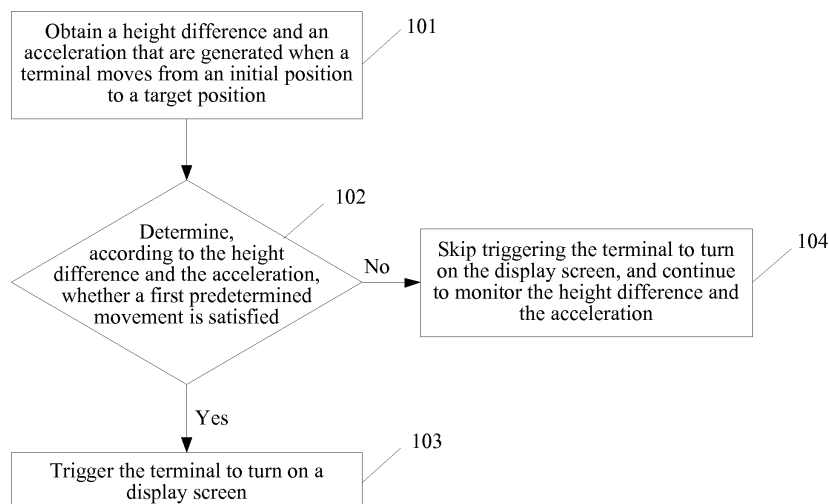 Obtain a height difference and an
acceleration that are generated when a
terminal moves from an initial position
to a target position
101
102
Determine,
according to the height
difference and the acceleration,
whether a first predetermined
movement is satisfied
No
Skip triggering the terminal to turn
on the display screen, and continue
to monitor the height difference and
the acceleration
104
Yes
103
Trigger the terminal to turn on a
display screen